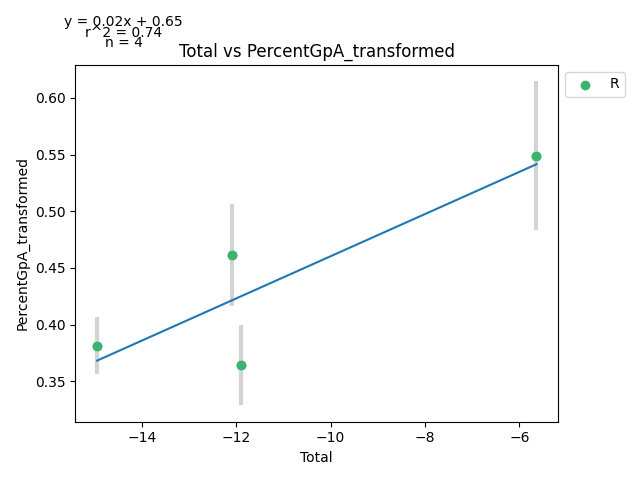 y = 0.02x + 0.65
r^2 = 0.74
n = 4
Total vs PercentGpA_transformed
R
0.60
0.55
0.50
0.45
0.40
0.35
PercentGpA_transformed
−14
−12
−10
−8
−6
Total